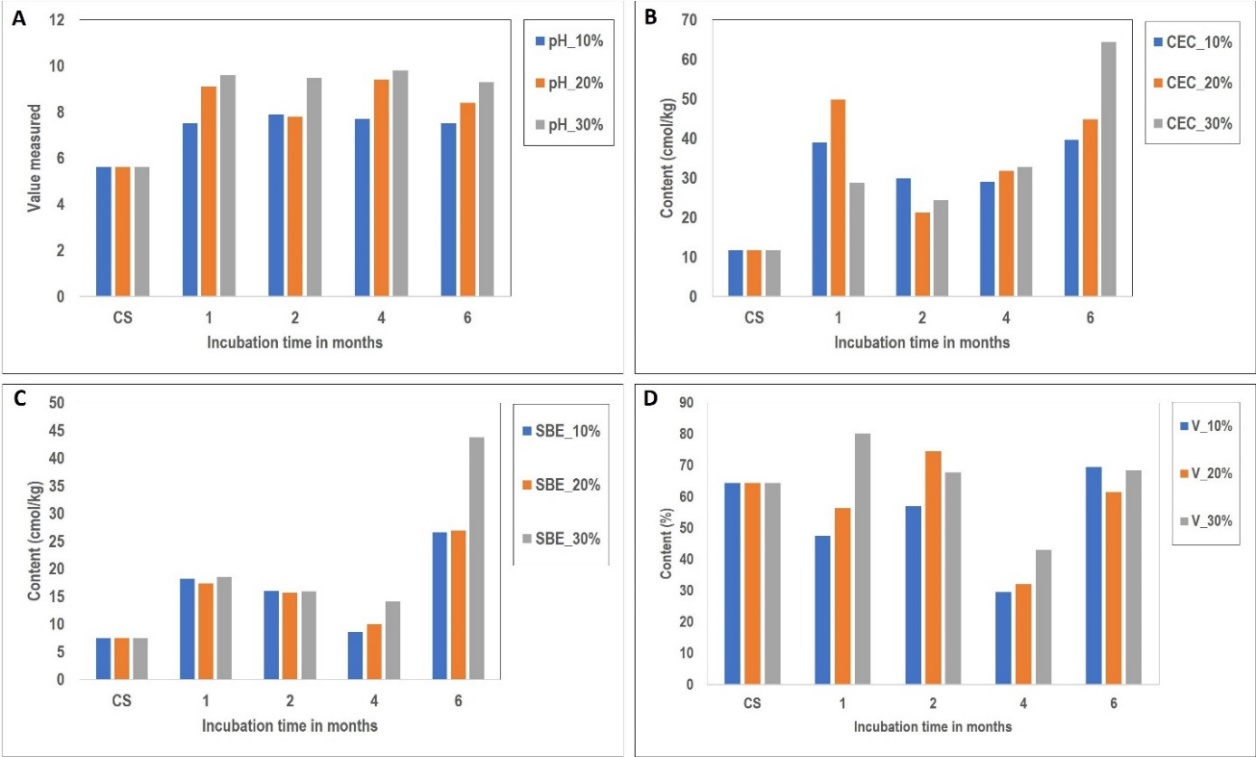 A
12
10
8
6
4
2
0
Value measured
CS 1 2 4 6
Incubation time in months
pH_10%
pH_20%
pH_30%
B
70
60
50
40
30
20
10
0
Content (cmol/kg)
CS 1 2 4 6
Incubation time in months
CEC_10%
CEC_20%
CEC_30%
C
50
45
40
35
30
25
20
15
10
5
0
Content (cmol/kg)
CS 1 2 4 6
Incubation time in months
SBE_10%
SBE_20%
SBE_30%
D
90
80
70
60
50
40
30
20
10
0
Content (%)
CS 1 2 4 6
Incubation time in months
V_10%
V_20%
V_30%